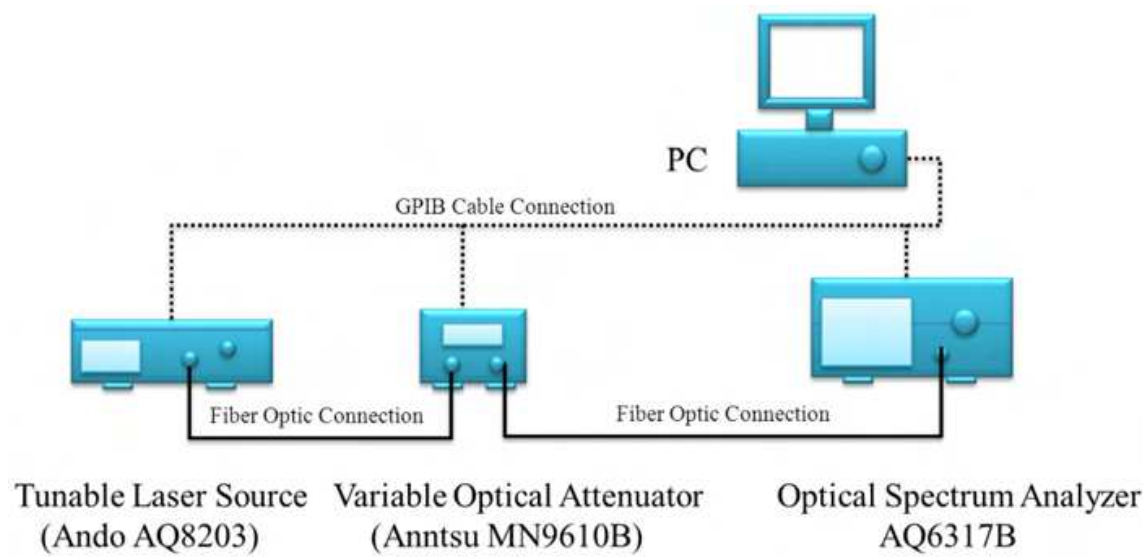 PC
GPIB Cable Connection
Fiber Optic Connection
Fiber Optic Connection
Tunable Laser Source
(Ando AQ8203)
Variable Optical Attenuator
(Anntsu MN9610B)
Optical Spectrum Analyzer
AQ6317B